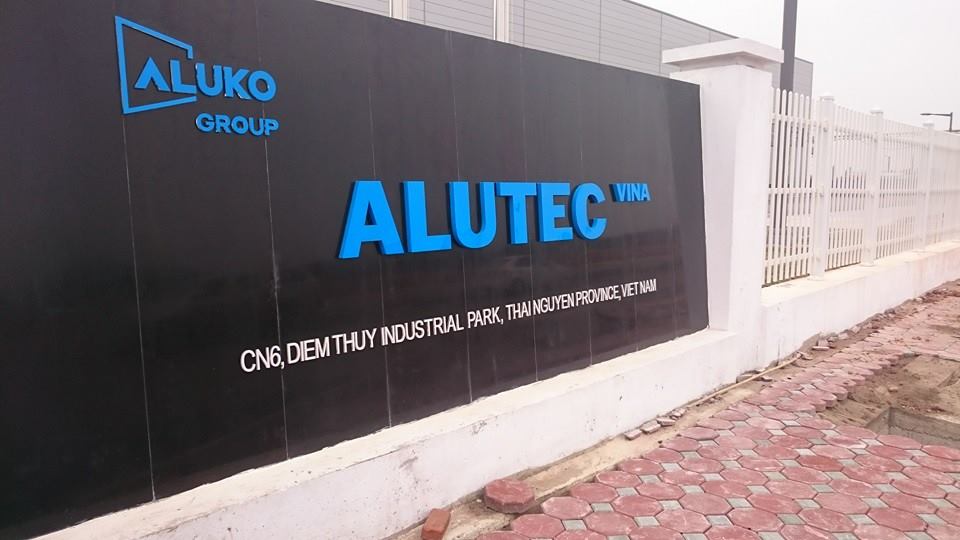 ALUKO
GROUP
ALUTEC VINA
CN6, DIEM THUY INDUSTRIAL PARK, THAI NGUYEN PROVINCE, VIET NAM